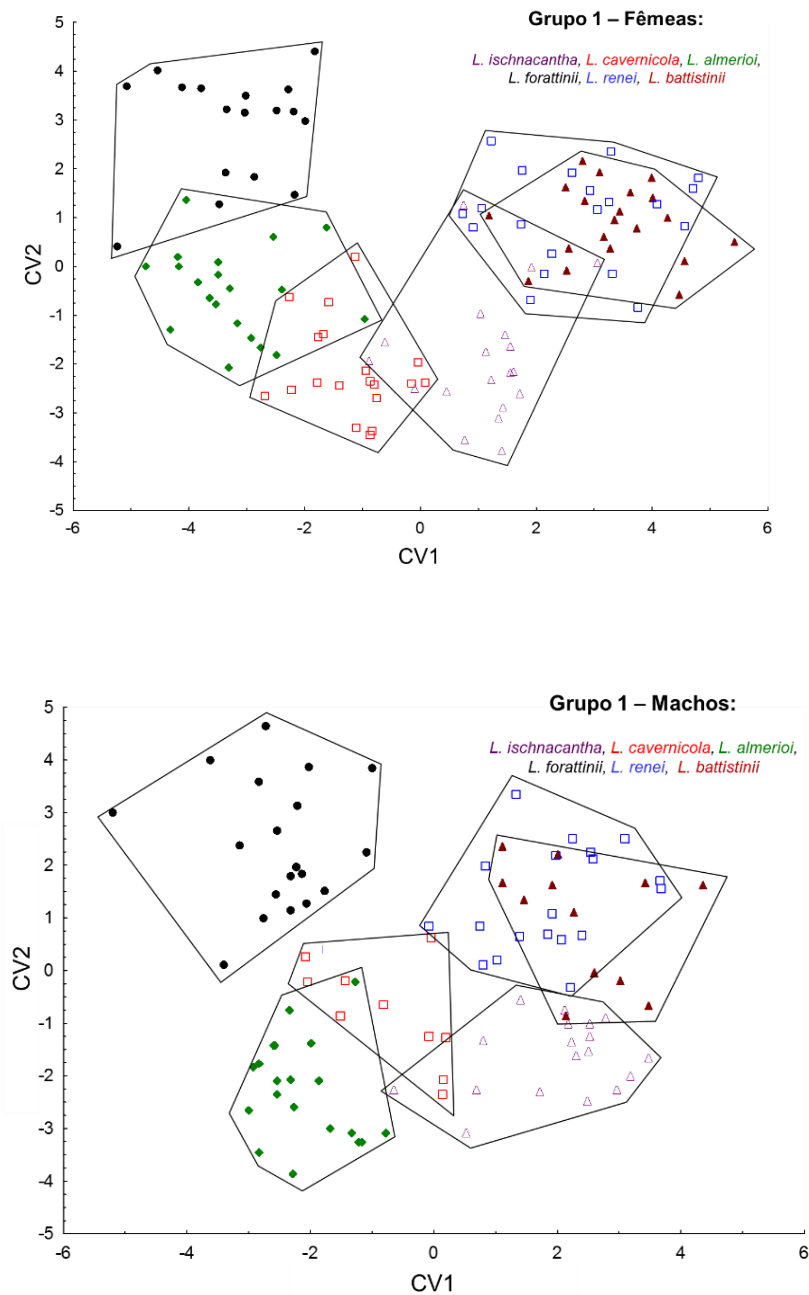 Grupo 1 – Fêmeas:
L. ischnacantha, L. cavernicola, L. almerioi,
L. forattinii, L. renei, L. battistinii
5
4
3
2
1
0
-1
-2
-3
-4
-5
CV2
-6 -4 -2 0 2 4 6
CV1
Grupo 1 – Machos:
L. ischnacantha, L. cavernicola, L. almerioi,
L. forattinii, L. renei, L. battistinii
5
4
3
2
1
0
-1
-2
-3
-4
-5
CV2
-6 -4 -2 0 2 4 6
CV1